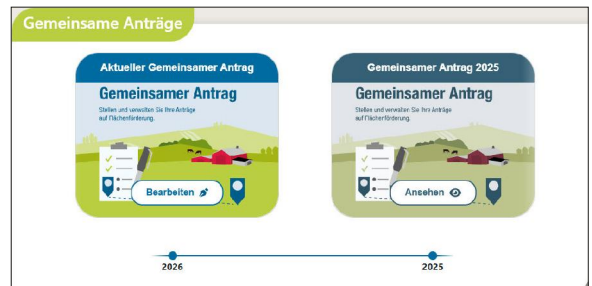 Gemeinsame Anträge
Aktueller Gemeinsamer Antrag
Gemeinsamer Antrag
Stellen und verwalten Sie Ihre Anträge
auf Flächenförderung.
Bearbeiten
Gemeinsamer Antrag 2025
Gemeinsamer Antrag
Stellen und verwalten Sie Ihre Anträge
auf Flächenförderung.
Ansehen
2026
2025